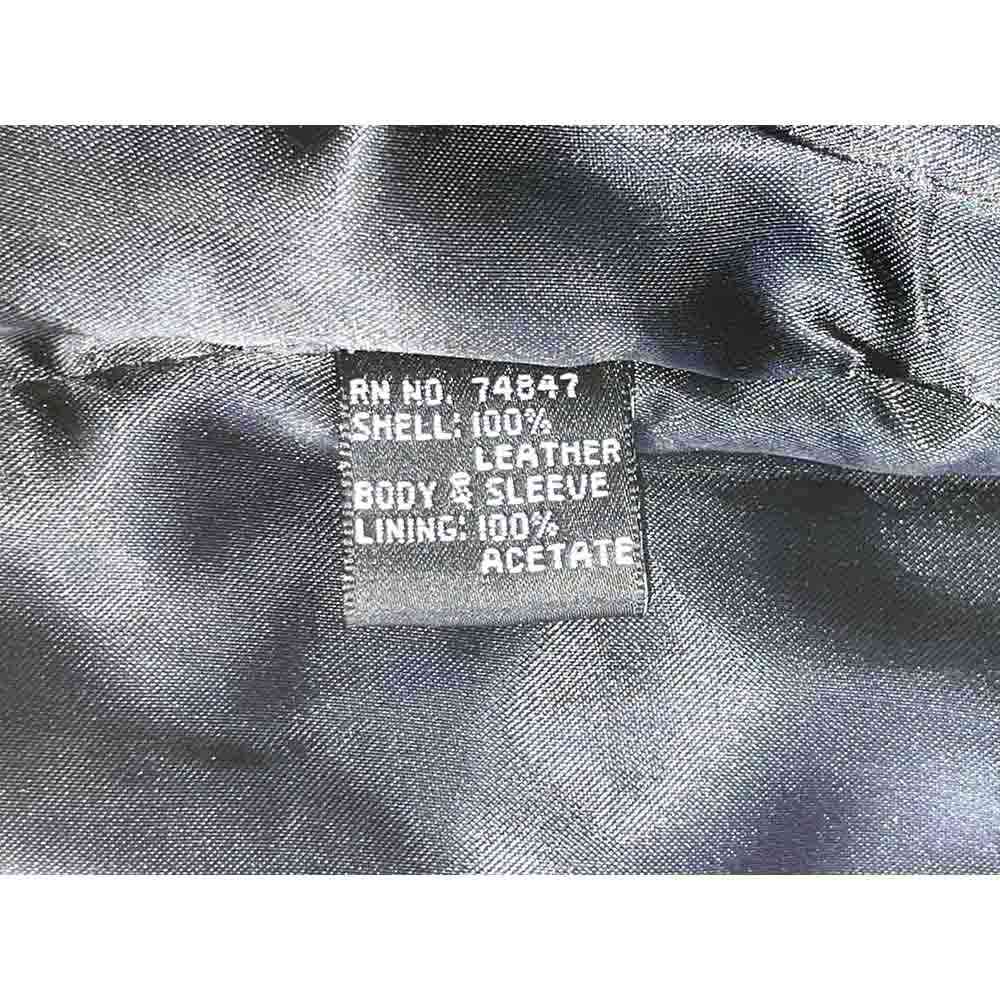 RN NO. 74847
SHELL: 100%
LEATHER
BODY & SLEEVE
LINING: 100%
ACETATE